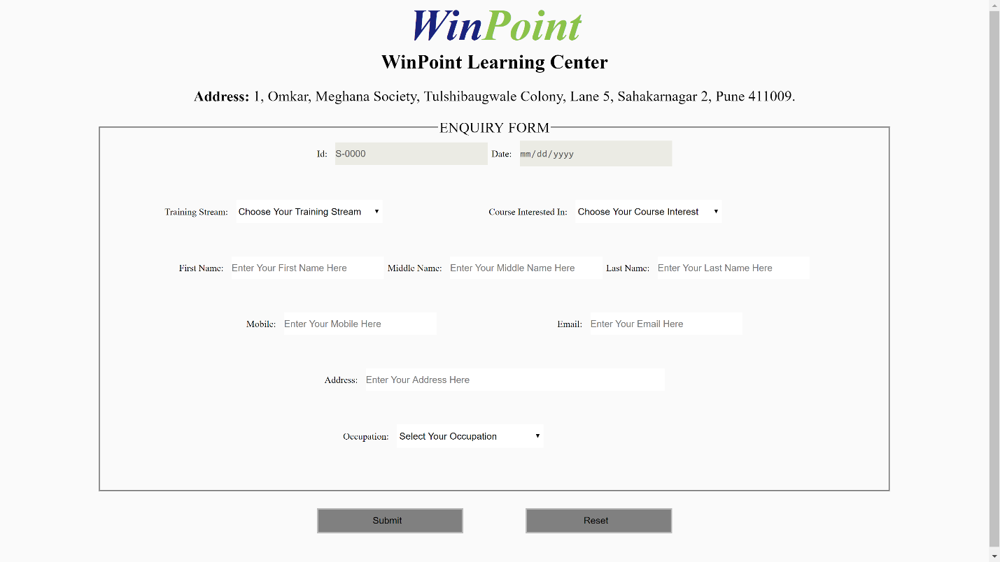 WinPoint
WinPoint Learning Center
Address: 1, Omkar, Meghana Society, Tulshibaugwale Colony, Lane 5, Sahakarnagar 2, Pune 411009.
ENQUIRY FORM
Id: S-0000 Date: mm/dd/yyyy
Training Stream: Choose Your Training Stream Course Interested In: Choose Your Course Interest
First Name: Enter Your First Name Here Middle Name: Enter Your Middle Name Here Last Name: Enter Your Last Name Here
Mobile: Enter Your Mobile Here Email: Enter Your Email Here
Address: Enter Your Address Here
Occupation: Select Your Occupation
Submit Reset